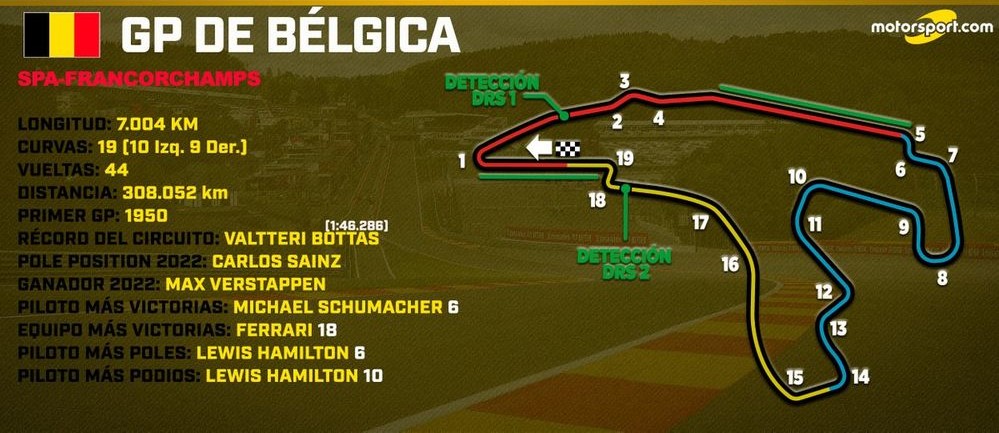 GP DE BÉLGICA
motorsport.com
SPA-FRANCORCHAMPS
LONGITUD: 7.004 KM
CURVAS: 19 (10 Izq. 9 Der.)
VUELTAS: 44
DISTANCIA: 308.052 km
PRIMER GP: 1950
[1:46.286]
RÉCORD DEL CIRCUITO: VALTTERI BOTTAS
POLE POSITION 2022: CARLOS SAINZ
GANADOR 2022: MAX VERSTAPPEN
PILOTO MÁS VICTORIAS: MICHAEL SCHUMACHER 6
EQUIPO MÁS VICTORIAS: FERRARI 18
PILOTO MÁS POLES: LEWIS HAMILTON 6
PILOTO MÁS PODIOS: LEWIS HAMILTON 10
DETECCIÓN
DRS 1
1
2
3
4
5
6
7
8
9
10
11
12
13
14
15
16
17
18
19
DETECCIÓN
DRS 2